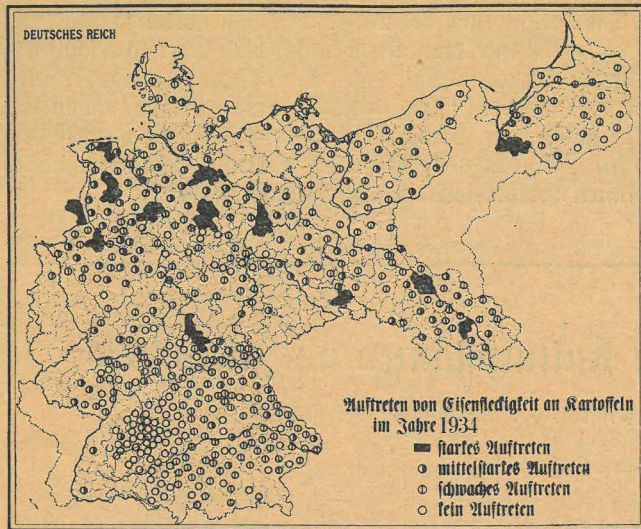 DEUTSCHES REICH
Auftreten von Eisenfleckigkeit an Kartoffeln
im Jahre 1934
starkes Auftreten
mittelstarkes Auftreten
schwaches Auftreten
kein Auftreten